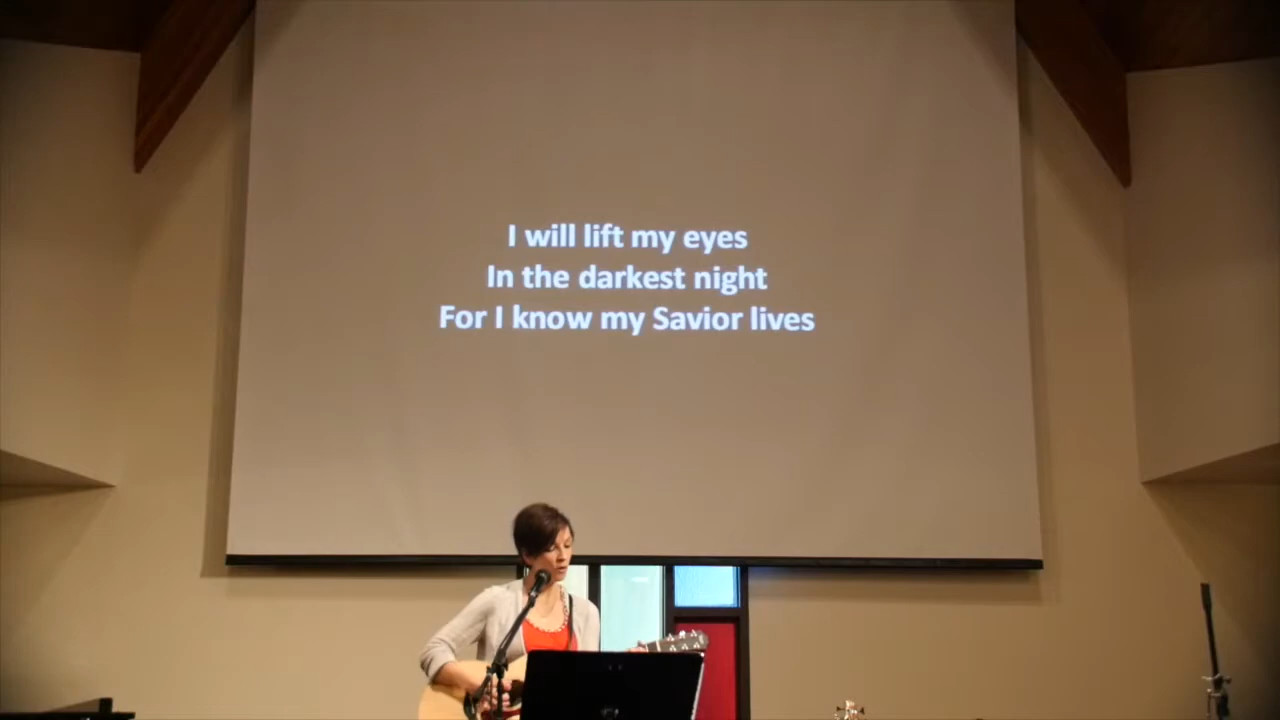 I will lift my eyes
In the darkest night
For I know my Savior lives